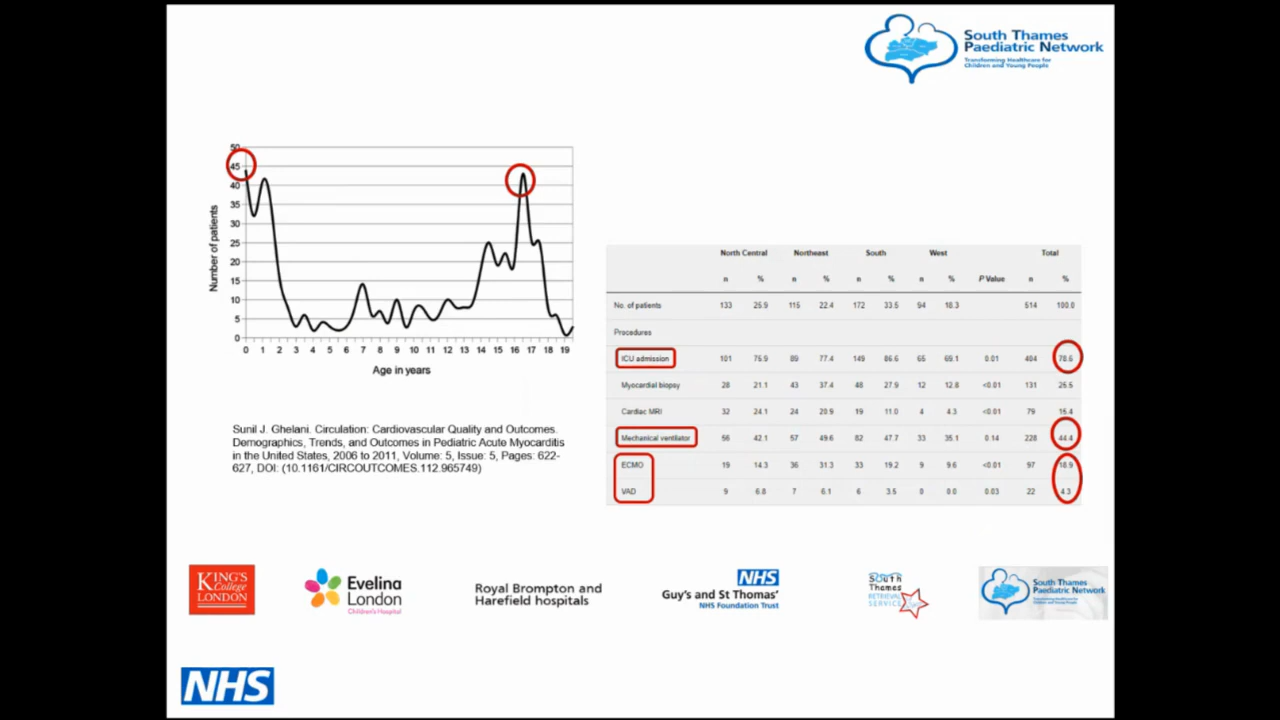 South Thames
Paediatric Network
Transforming Healthcare for
Children and Young People
50
45
40
35
30
25
20
15
10
5
0
Number of patients
0 1 2 3 4 5 6 7 8 9 10 11 12 13 14 15 16 17 18 19
Age in years
Sunil J. Ghelani. Circulation: Cardiovascular Quality and Outcomes.
Demographics, Trends, and Outcomes in Pediatric Acute Myocarditis
in the United States, 2006 to 2011, Volume: 5, Issue: 5, Pages: 622-
627, DOI: (10.1161/CIRCOUTCOMES.112.965749)
North Central Northeast South West Total
n % n % n % n % P Value n %
No. of patients 133 25.9 115 22.4 172 33.5 94 18.3 514 100.0
Procedures
ICU admission 101 75.9 89 77.4 149 86.6 65 69.1 0.01 404 78.6
Myocardial biopsy 28 21.1 43 37.4 48 27.9 12 12.8 <0.01 131 25.5
Cardiac MRI 32 24.1 24 20.9 19 11.0 4 4.3 <0.01 79 15.4
Mechanical ventilator 56 42.1 57 49.6 82 47.7 33 35.1 0.14 228 44.4
ECMO 19 14.3 36 31.3 33 19.2 9 9.6 <0.01 97 18.9
VAD 9 6.8 7 6.1 6 3.5 0 0.0 0.03 22 4.3
KING'S
College
LONDON
Evelina
London
Children's Hospital
Royal Brompton and
Harefield hospitals
NHS
Guy's and St Thomas'
NHS Foundation Trust
South
Thames
RETRIEVAL
SERVICE
South Thames
Paediatric Network
Transforming Healthcare for
Children and Young People
NHS